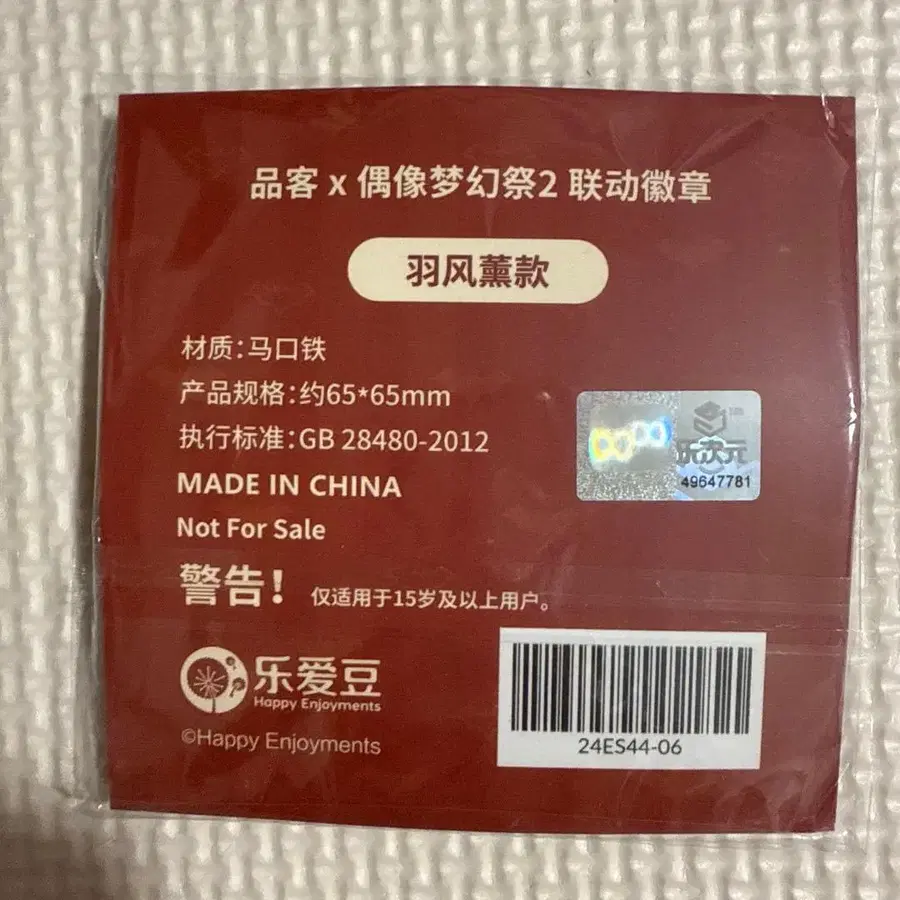 品客 x 偶像梦幻祭2 联动徽章
羽风薰款
材质：马口铁
产品规格：约65*65mm
执行标准：GB 28480-2012
MADE IN CHINA
Not For Sale
警告！ 仅适用于15岁及以上用户。
乐次元
49647781
乐爱豆
Happy Enjoyments
©Happy Enjoyments
24ES44-06